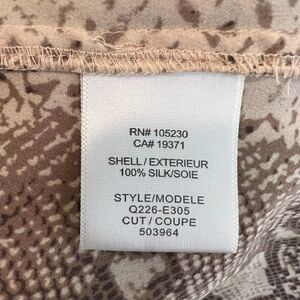 RN# 105230
CA# 19371
SHELL / EXTERIEUR
100% SILK/SOIE
STYLE/MODELE
Q226-E305
CUT / COUPE
503964